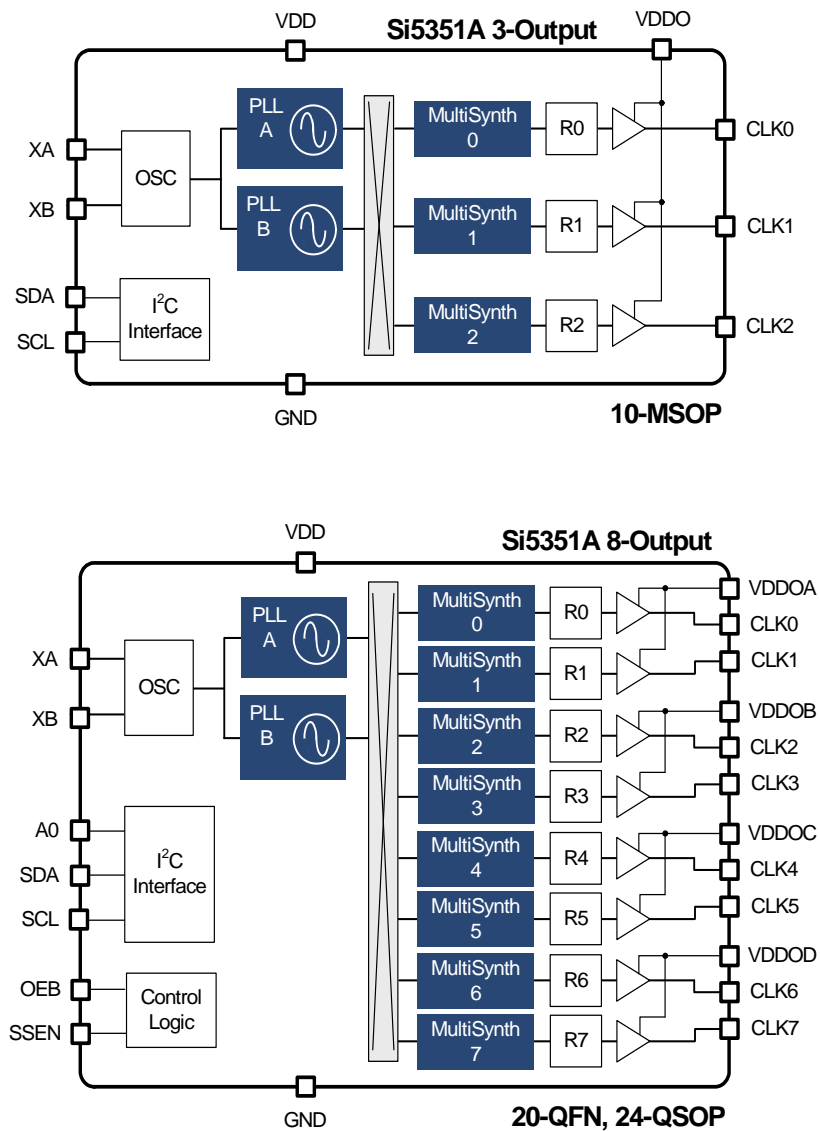 VDD
Si5351A 3-Output
VDDO
XA
XB
SDA
SCL
OSC
I²C
Interface
PLL
A
PLL
B
MultiSynth
0
R0
CLK0
MultiSynth
1
R1
CLK1
MultiSynth
2
R2
CLK2
GND
10-MSOP
VDD
Si5351A 8-Output
XA
XB
A0
SDA
SCL
OEB
SSEN
OSC
I²C
Interface
Control
Logic
PLL
A
PLL
B
MultiSynth
0
R0
VDDOA
CLK0
MultiSynth
1
R1
CLK1
MultiSynth
2
R2
VDDOB
CLK2
MultiSynth
3
R3
CLK3
MultiSynth
4
R4
VDDOC
CLK4
MultiSynth
5
R5
CLK5
MultiSynth
6
R6
VDDOD
CLK6
MultiSynth
7
R7
CLK7
GND
20-QFN, 24-QSOP